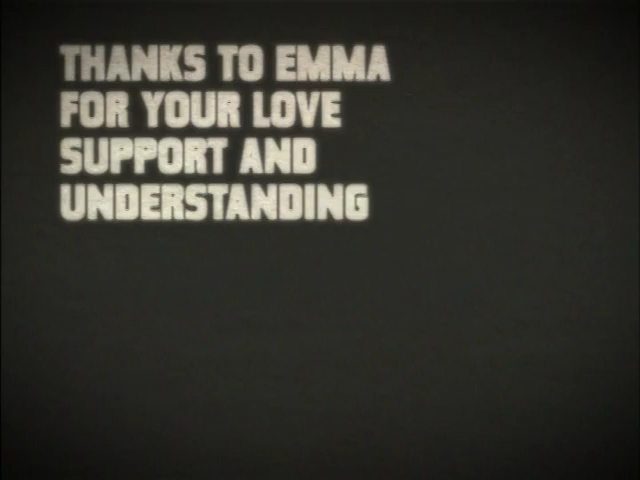 THANKS TO EMMA
FOR YOUR LOVE
SUPPORT AND
UNDERSTANDING